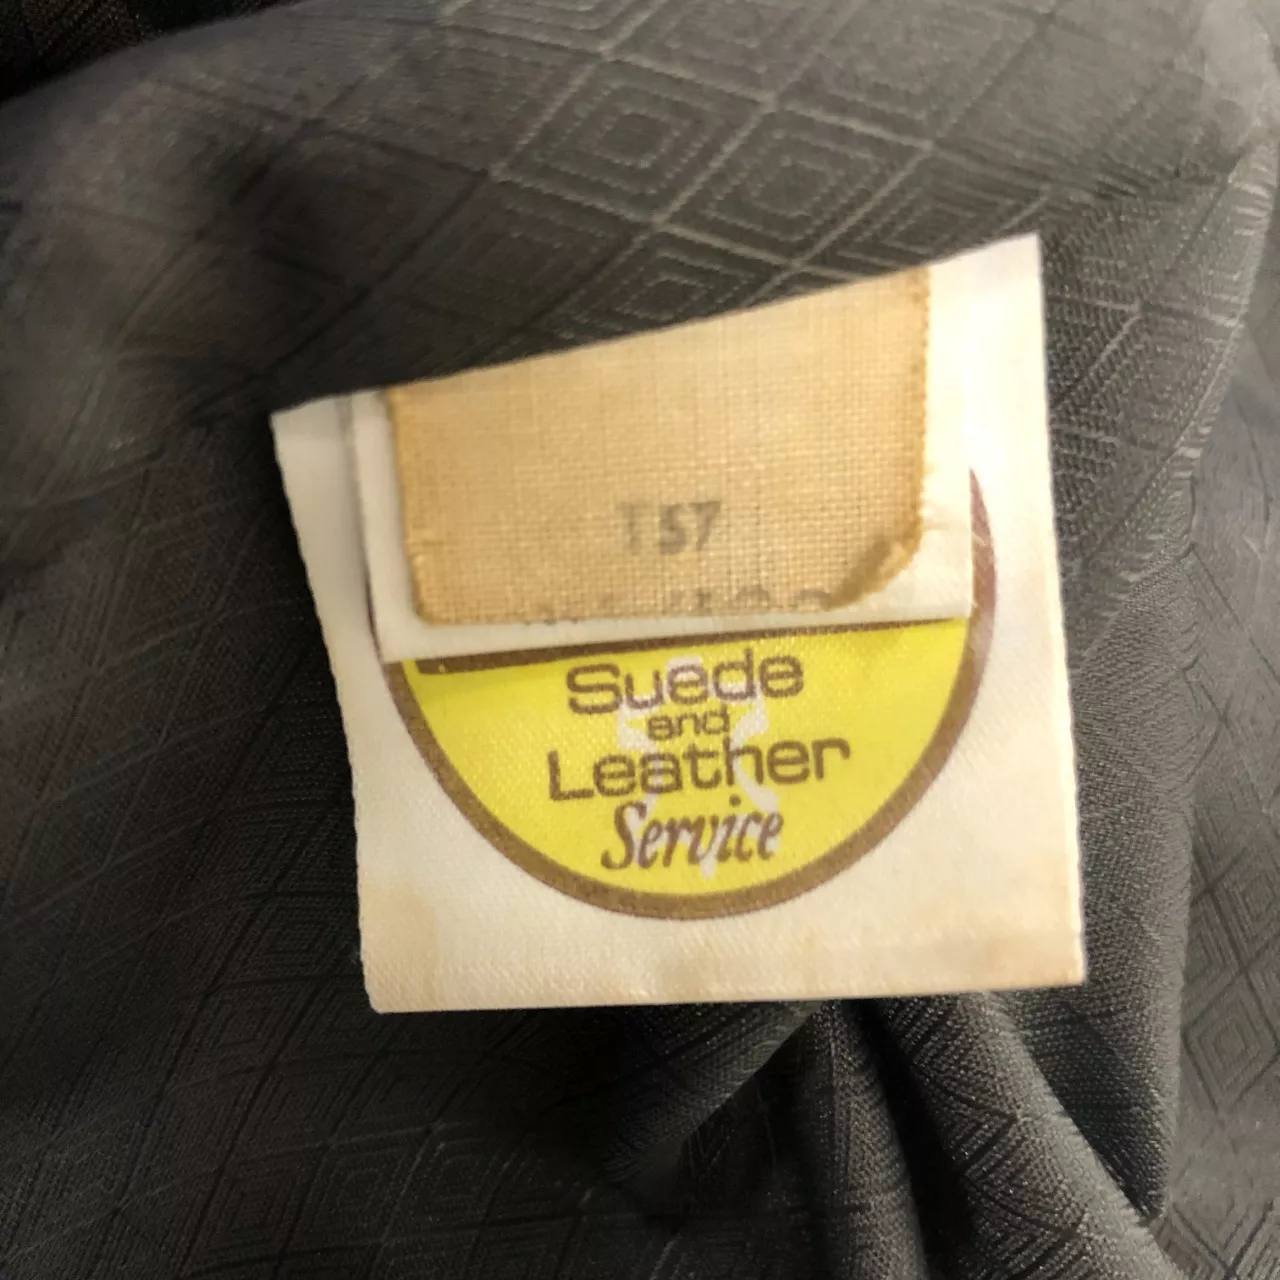 T57
Suede
and
Leather
Service